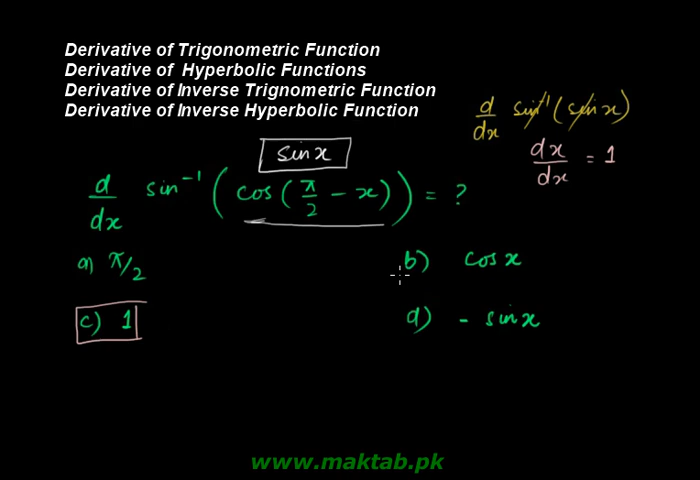 Derivative of Trigonometric Function
Derivative of  Hyperbolic Functions
Derivative of Inverse Trignometric Function
Derivative of Inverse Hyperbolic Function
d/dx sin⁻¹(sin x)
dx/dx = 1
sin x
d/dx sin⁻¹(cos(π/2 − x)) = ?
a) π/2
b) cos x
c) 1
d) - sin x
www.maktab.pk